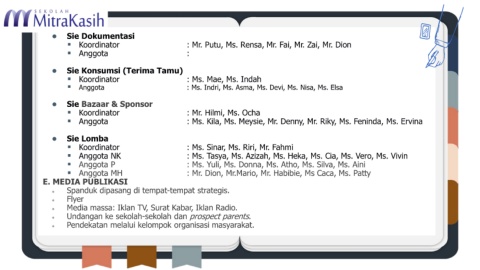 SEKOLAH
MitraKasih
• Sie Dokumentasi
▪ Koordinator : Mr. Putu, Ms. Rensa, Mr. Fai, Mr. Zai, Mr. Dion
▪ Anggota :
• Sie Konsumsi (Terima Tamu)
▪ Koordinator : Ms. Mae, Ms. Indah
▪ Anggota : Ms. Indri, Ms. Asma, Ms. Devi, Ms. Nisa, Ms. Elsa
• Sie Bazaar & Sponsor
▪ Koordinator : Mr. Hilmi, Ms. Ocha
▪ Anggota : Ms. Kila, Ms. Meysie, Mr. Denny, Mr. Riky, Ms. Feninda, Ms. Ervina
• Sie Lomba
▪ Koordinator : Ms. Sinar, Ms. Riri, Mr. Fahmi
▪ Anggota NK : Ms. Tasya, Ms. Azizah, Ms. Heka, Ms. Cia, Ms. Vero, Ms. Vivin
▪ Anggota P : Ms. Yuli, Ms. Donna, Ms. Atho, Ms. Silva, Ms. Aini
▪ Anggota MH : Mr. Dion, Mr.Mario, Mr. Habibie, Ms Caca, Ms. Patty
E. MEDIA PUBLIKASI
Spanduk dipasang di tempat-tempat strategis.
Flyer
Media massa: Iklan TV, Surat Kabar, Iklan Radio.
Undangan ke sekolah-sekolah dan prospect parents.
Pendekatan melalui kelompok organisasi masyarakat.